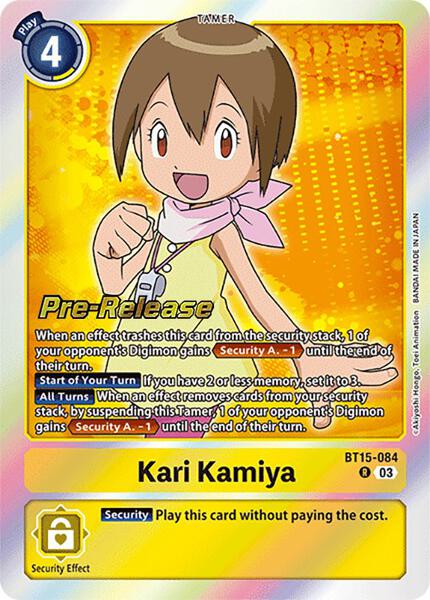 TAMER
Play
4
Pre-Release
When an effect trashes this card from the security stack, 1 of
your opponent's Digimon gains Security A. -1 until the end of
their turn.
Start of Your Turn If you have 2 or less memory, set it to 3.
All Turns When an effect removes cards from your security
stack, by suspending this Tamer, 1 of your opponent's Digimon
gains Security A. -1 until the end of their turn.
©Akiyoshi Hongo, Toei Animation BANDAI MADE IN JAPAN
BT15-084
Kari Kamiya
R 03
Security Play this card without paying the cost.
Security Effect